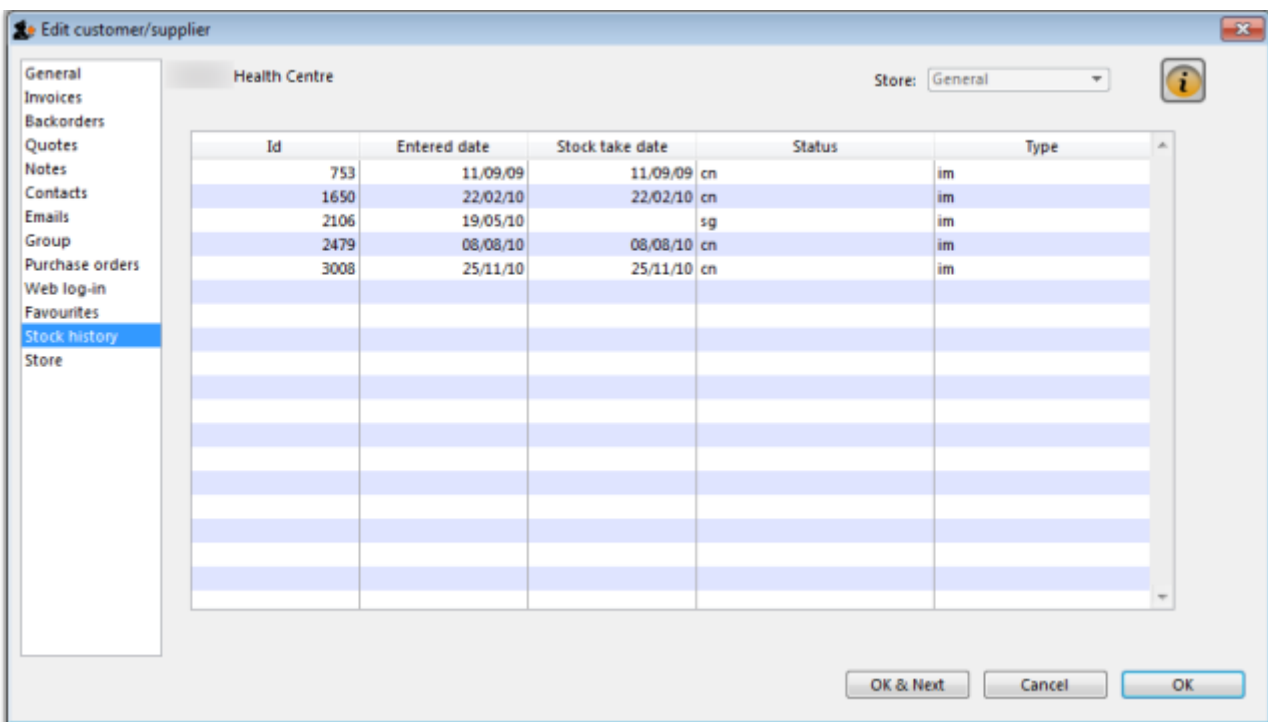 Edit customer/supplier
General
Invoices
Backorders
Quotes
Notes
Contacts
Emails
Group
Purchase orders
Web log-in
Favourites
Stock history
Store
Health Centre
Store: General
Id Entered date Stock take date Status Type
753 11/09/09 11/09/09 cn im
1650 22/02/10 22/02/10 cn im
2106 19/05/10 sg im
2479 08/08/10 08/08/10 cn im
3008 25/11/10 25/11/10 cn im
OK & Next Cancel OK